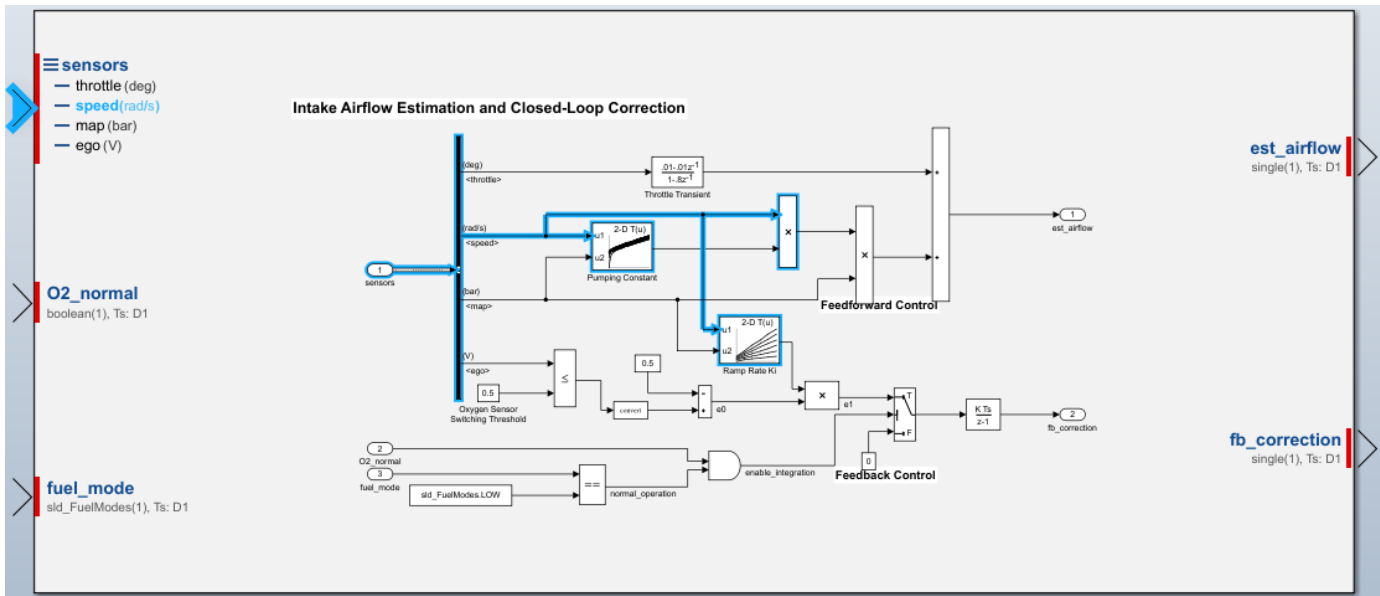 sensors
throttle (deg)
speed(rad/s)
map (bar)
ego (V)
O2_normal
boolean(1), Ts: D1
fuel_mode
sld_FuelModes(1), Ts: D1
Intake Airflow Estimation and Closed-Loop Correction
(deg)
<throttle>
.01-.01z-1
1-.8z-1
Throttle Transient
(rad/s)
<speed>
2-D T(u)
u1
u2
Pumping Constant
×
×
+
+
1
est_airflow
1
sensors
(bar)
<map>
Feedforward Control
2-D T(u)
u1
u2
Ramp Rate Ki
(V)
<ego>
≤
0.5
Oxygen Sensor
Switching Threshold
convert
0.5
-
+
e0
×
e1
T
F
0
K Ts
z-1
2
fb_correction
Feedback Control
2
O2_normal
3
fuel_mode
sld_FuelModes.LOW
==
normal_operation
enable_integration
est_airflow
single(1), Ts: D1
fb_correction
single(1), Ts: D1